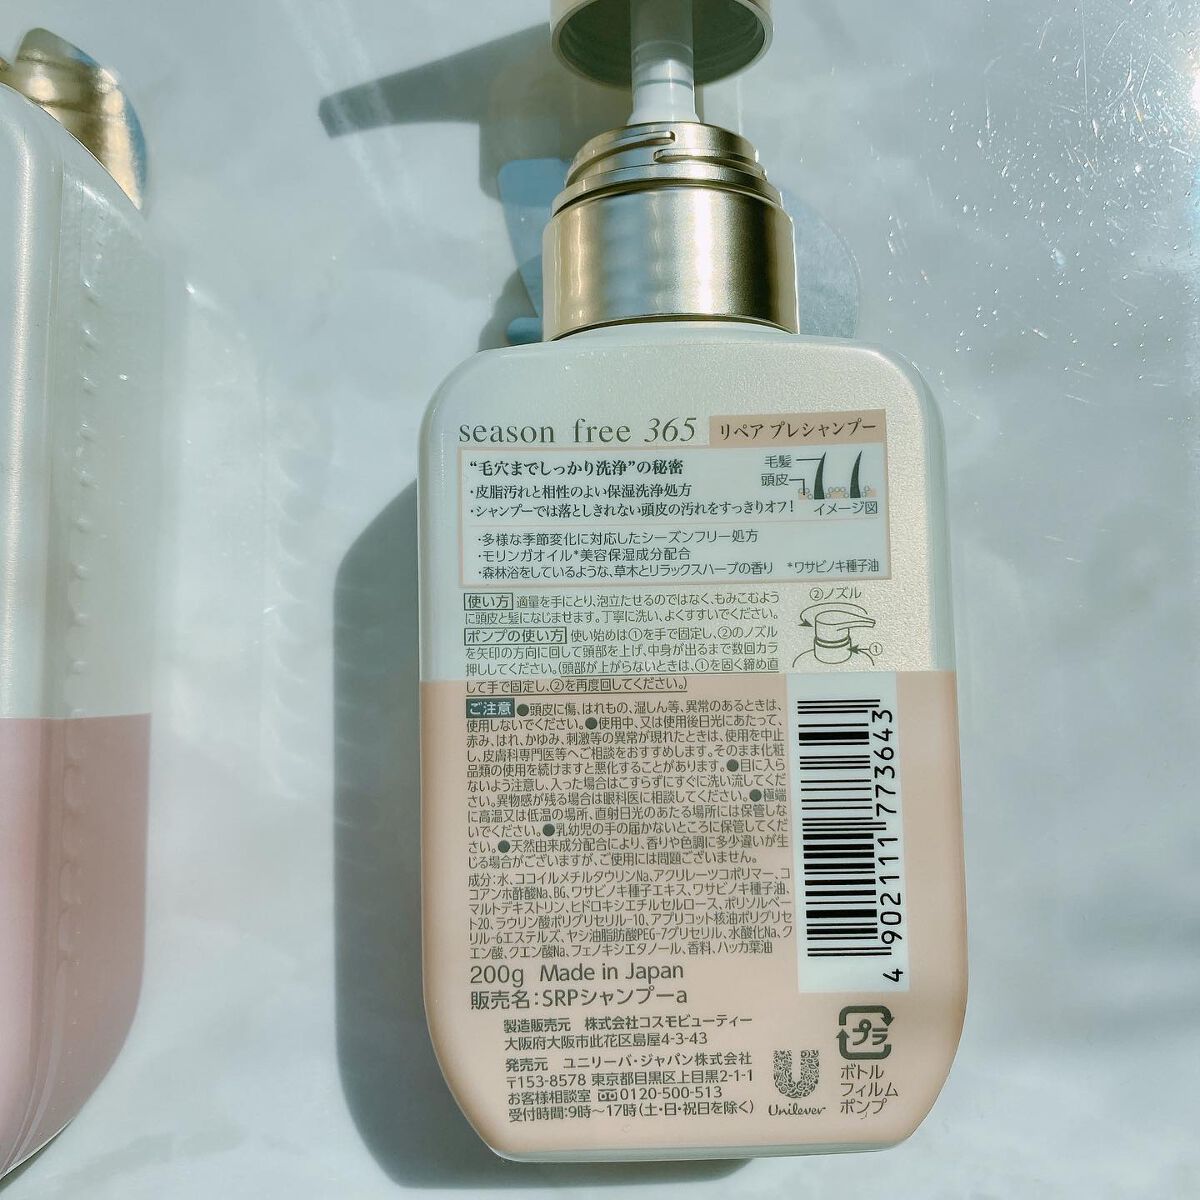 season free 365 リペア プレシャンプー
“毛穴までしっかり洗浄”の秘密
・皮脂汚れと相性のよい保湿洗浄処方
・シャンプーでは落としきれない頭皮の汚れをすっきりオフ!
毛髪
頭皮
イメージ図
・多様な季節変化に対応したシーズンフリー処方
・モリンガオイル*美容保湿成分配合
・森林浴をしているような、草木とリラックスハーブの香り *ワサビノキ種子油
使い方 適量を手にとり、泡立たせるのではなく、もみこむよう
に頭皮と髪になじませます。丁寧に洗い、よくすすいでください。
ポンプの使い方 使い始めは①を手で固定し、②のノズル
を矢印の方向に回して頭部を上げ、中身が出るまで数回カラ
押ししてください。(頭部が上がらないときは、①を固く締め直
して手で固定し、②を再度回してください。)
②ノズル
①
ご注意 ●頭皮に傷、はれもの、湿しん等、異常のあるときは、
使用しないでください。●使用中、又は使用後日光にあたって、
赤み、はれ、かゆみ、刺激等の異常が現れたときは、使用を中止
し、皮膚科専門医等へご相談をおすすめします。そのまま化粧
品類の使用を続けますと悪化することがあります。●目に入ら
ないよう注意し、入った場合はこすらずにすぐに洗い流してくだ
さい。異物感が残る場合は眼科医に相談してください。●極端
に高温又は低温の場所、直射日光のあたる場所には保管しな
いでください。●乳幼児の手の届かないところに保管してくだ
さい。●天然由来成分配合により、香りや色調に多少違いが生
じる場合がございますが、ご使用には問題ございません。
成分:水、ココイルメチルタウリンNa、アクリレーツコポリマー、コ
コアンホ酢酸Na、BG、ワサビノキ種子エキス、ワサビノキ種子油、
マルトデキストリン、ヒドロキシエチルセルロース、ポリソルベー
ト20、ラウリン酸ポリグリセリル-10、アプリコット核油ポリグリセ
リル-6エステルズ、ヤシ油脂肪酸PEG-7グリセリル、水酸化Na、ク
エン酸、クエン酸Na、フェノキシエタノール、香料、ハッカ葉油
4 902111 773643
200g Made in Japan
販売名:SRPシャンプーa
製造販売元 株式会社コスモビューティー
大阪府大阪市此花区島屋4-3-43
発売元 ユニリーバ・ジャパン株式会社
〒153-8578 東京都目黒区上目黒2-1-1
お客様相談室 0120-500-513
受付時間:9時～17時(土・日・祝日を除く)
Unilever
プラ
ボトル
フィルム
ポンプ